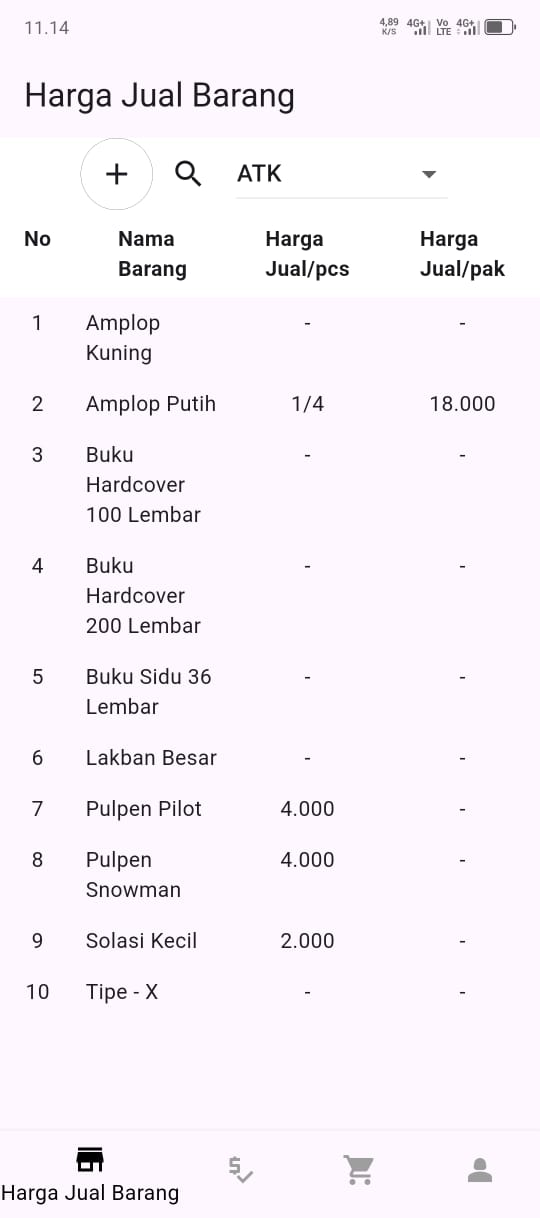 11.14
4,89 K/S 4G+ Vo LTE 4G+
Harga Jual Barang
+ ATK
No Nama Barang Harga Jual/pcs Harga Jual/pak
1 Amplop Kuning - -
2 Amplop Putih 1/4 18.000
3 Buku Hardcover 100 Lembar - -
4 Buku Hardcover 200 Lembar - -
5 Buku Sidu 36 Lembar - -
6 Lakban Besar - -
7 Pulpen Pilot 4.000 -
8 Pulpen Snowman 4.000 -
9 Solasi Kecil 2.000 -
10 Tipe - X - -
Harga Jual Barang